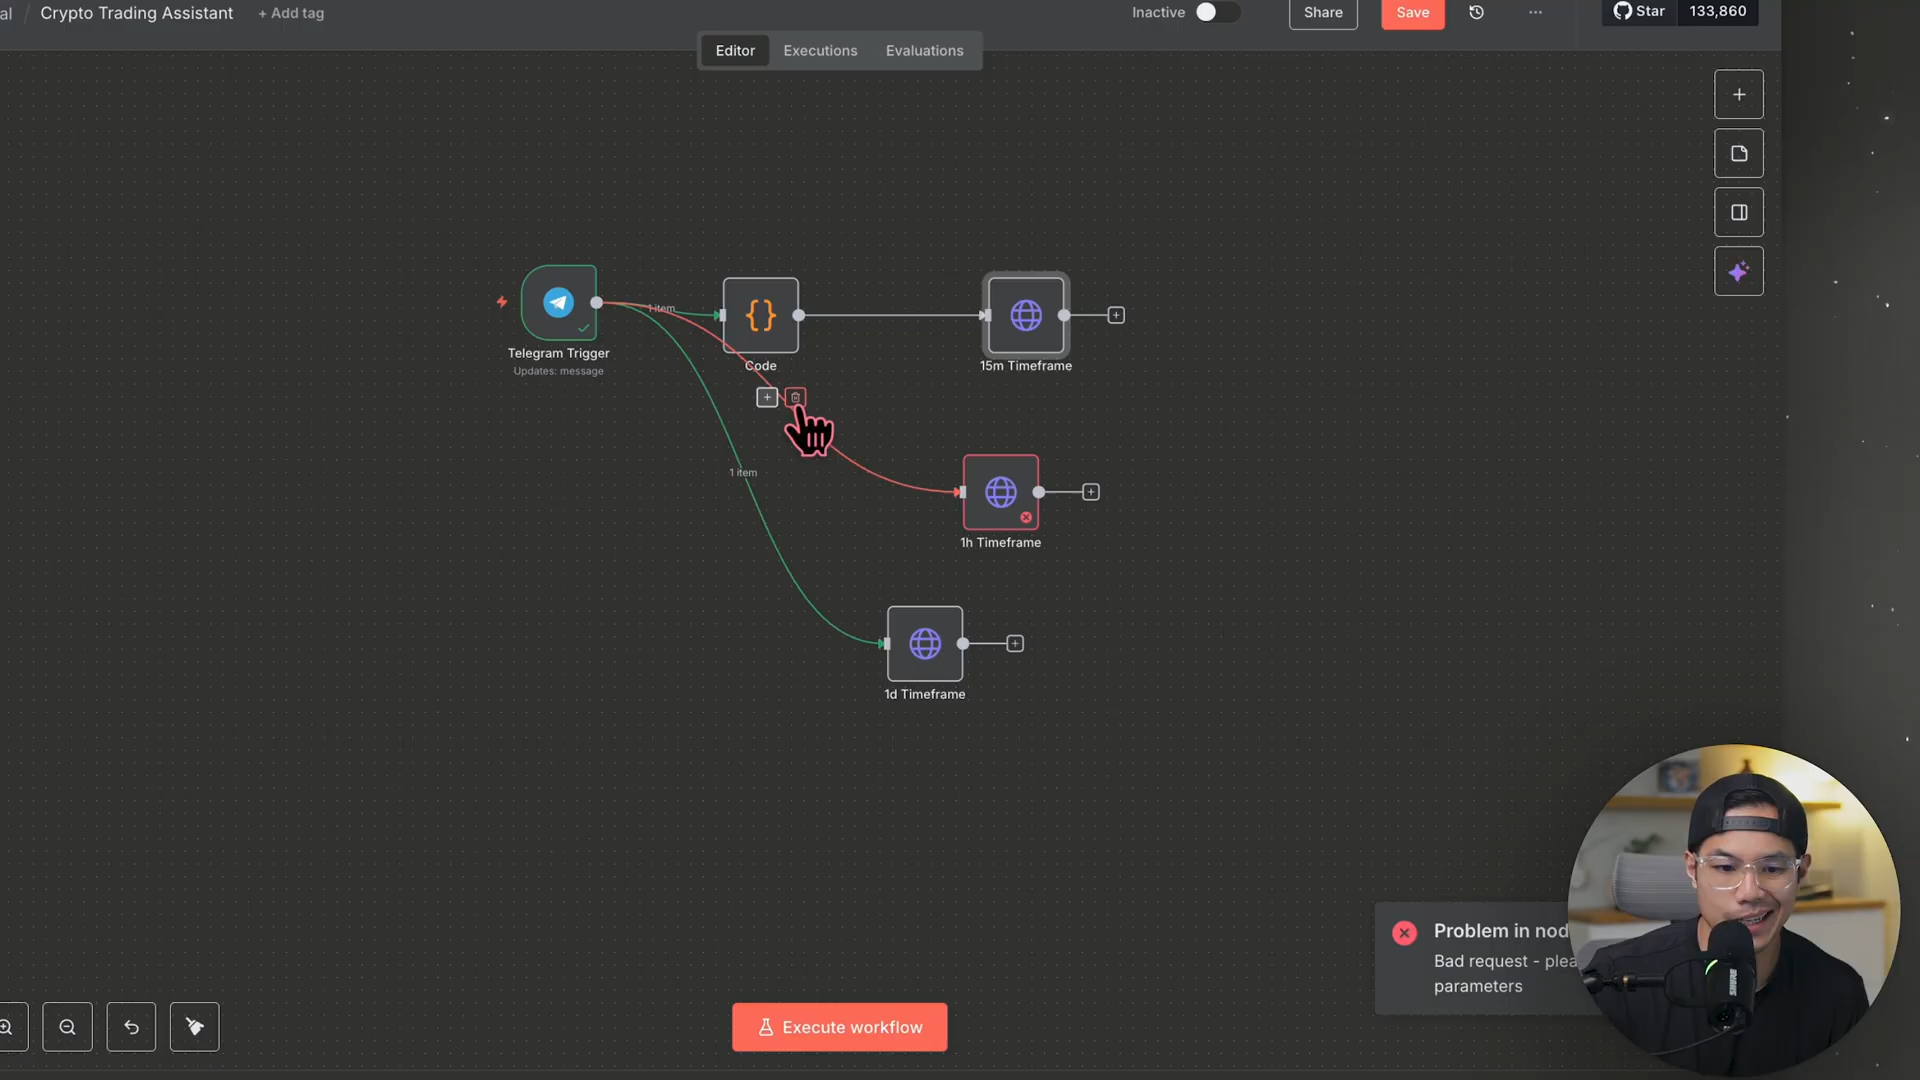 al / Crypto Trading Assistant + Add tag
Inactive
Share
Save
Star 133,860
Editor Executions Evaluations
1 item
Telegram Trigger
Updates: message
Code
15m Timeframe
1 item
1h Timeframe
1d Timeframe
Problem in nod
Bad request - plea
parameters
Execute workflow
SHURE